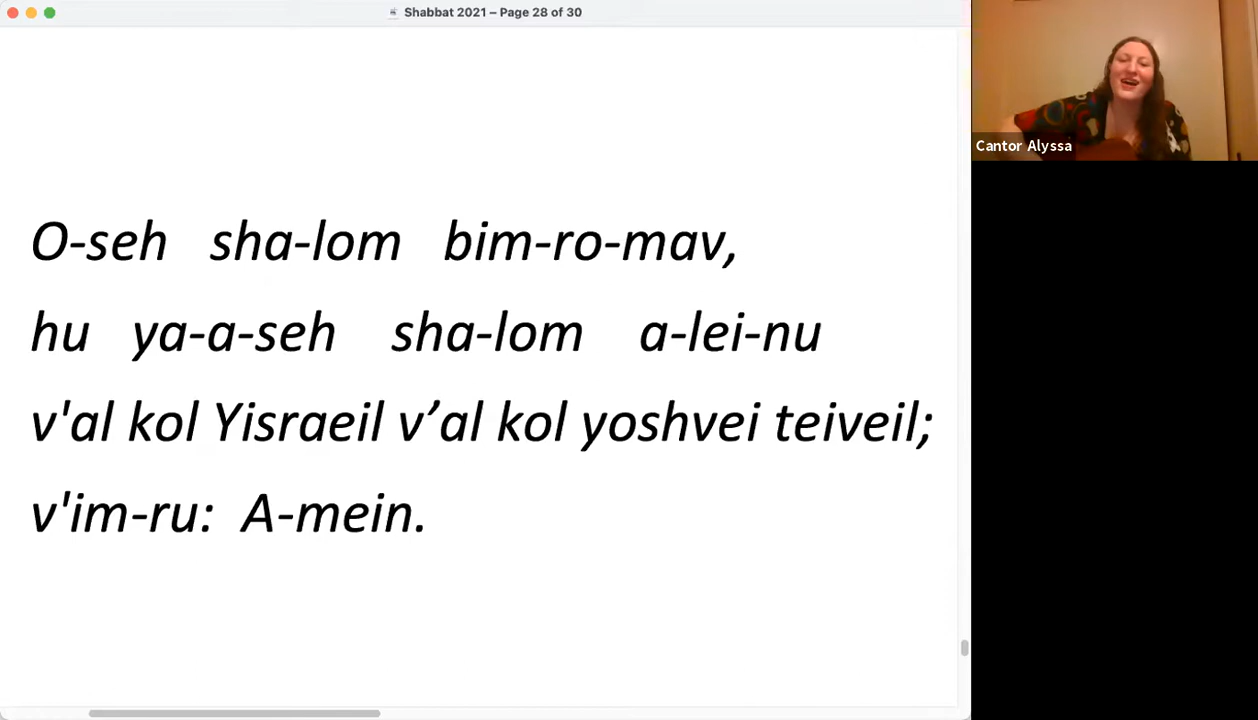 Shabbat 2021 – Page 28 of 30
Cantor Alyssa
O-seh sha-lom bim-ro-mav,
hu ya-a-seh sha-lom a-lei-nu
v'al kol Yisraeil v’al kol yoshvei teiveil;
v'im-ru: A-mein.